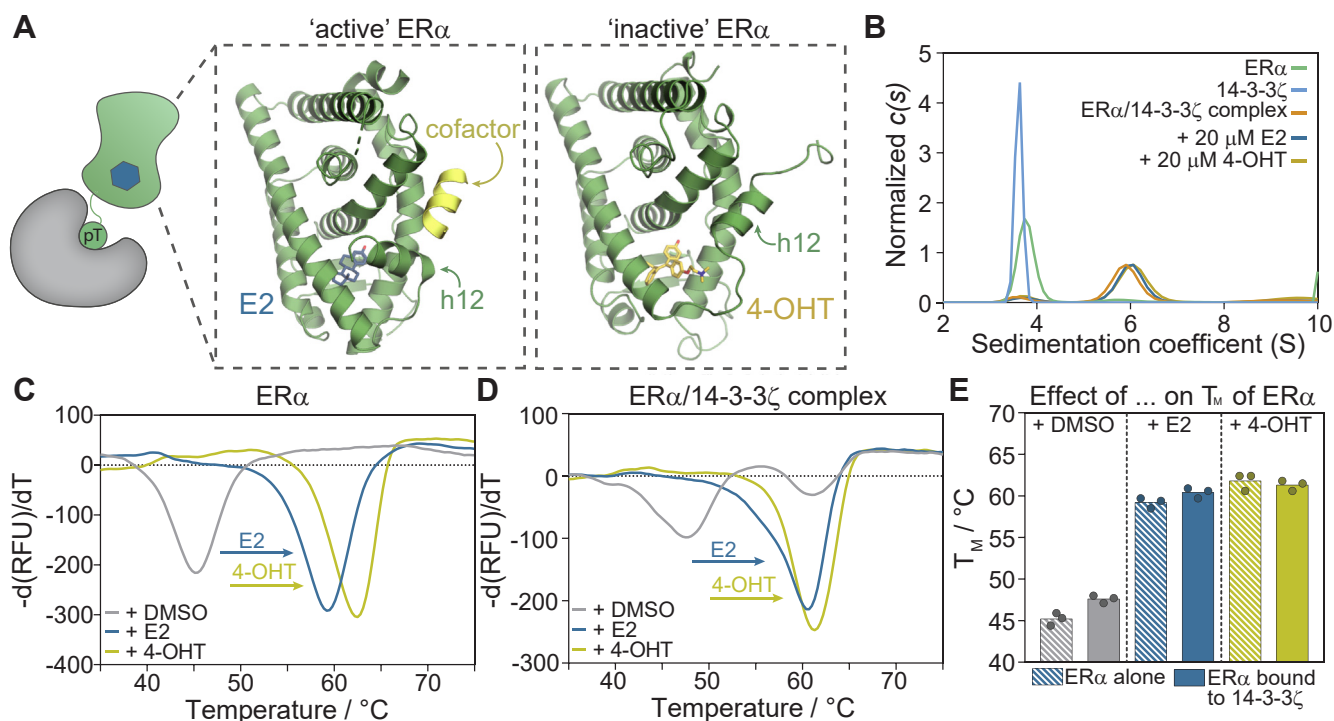 A
'active' ERα
'inactive' ERα
pT
cofactor
E2
h12
h12
4-OHT
B
Normalized c(s)
5
4
3
2
1
0
ERα
14-3-3ζ
ERα/14-3-3ζ complex
+ 20 μM E2
+ 20 μM 4-OHT
2 4 6 8 10
Sedimentation coefficent (S)
C
ERα
-d(RFU)/dT
100
0
-100
-200
-300
-400
E2
4-OHT
+ DMSO
+ E2
+ 4-OHT
40 50 60 70
Temperature / °C
D
ERα/14-3-3ζ complex
-d(RFU)/dT
100
0
-100
-200
-300
E2
4-OHT
+ DMSO
+ E2
+ 4-OHT
40 50 60 70
Temperature / °C
E
Effect of ... on TM of ERα
+ DMSO + E2 + 4-OHT
TM / °C
70
65
60
55
50
45
40
ERα alone
ERα bound
to 14-3-3ζ